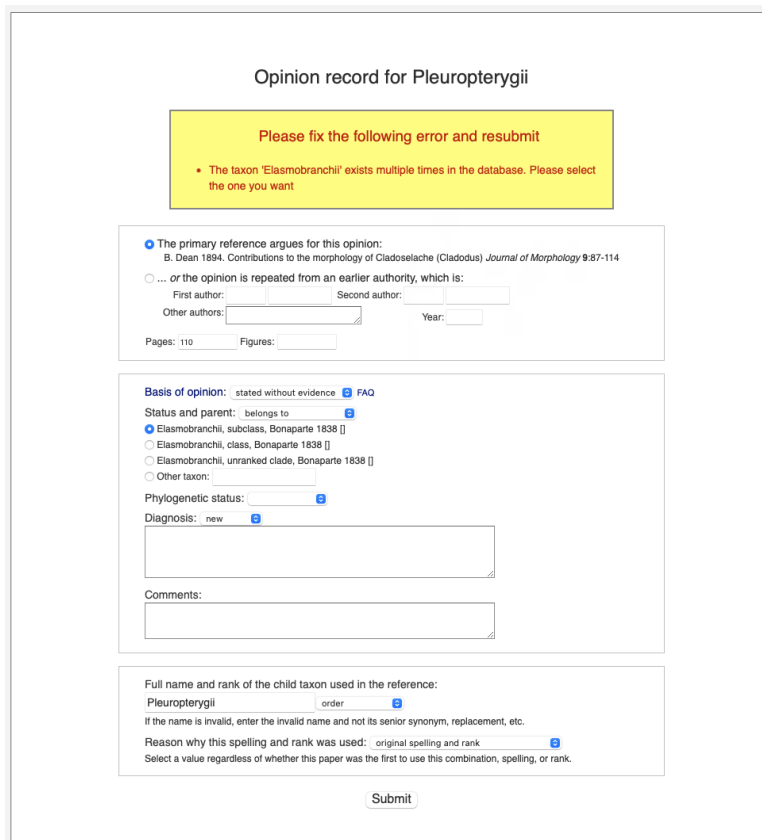 Opinion record for Pleuropterygii
Please fix the following error and resubmit
• The taxon 'Elasmobranchii' exists multiple times in the database. Please select
the one you want
The primary reference argues for this opinion:
B. Dean 1894. Contributions to the morphology of Cladoselache (Cladodus) Journal of Morphology 9:87-114
... or the opinion is repeated from an earlier authority, which is:
First author: Second author:
Other authors: Year:
Pages: 110 Figures:
Basis of opinion: stated without evidence FAQ
Status and parent: belongs to
Elasmobranchii, subclass, Bonaparte 1838 []
Elasmobranchii, class, Bonaparte 1838 []
Elasmobranchii, unranked clade, Bonaparte 1838 []
Other taxon:
Phylogenetic status:
Diagnosis: new
Comments:
Full name and rank of the child taxon used in the reference:
Pleuropterygii order
If the name is invalid, enter the invalid name and not its senior synonym, replacement, etc.
Reason why this spelling and rank was used: original spelling and rank
Select a value regardless of whether this paper was the first to use this combination, spelling, or rank.
Submit